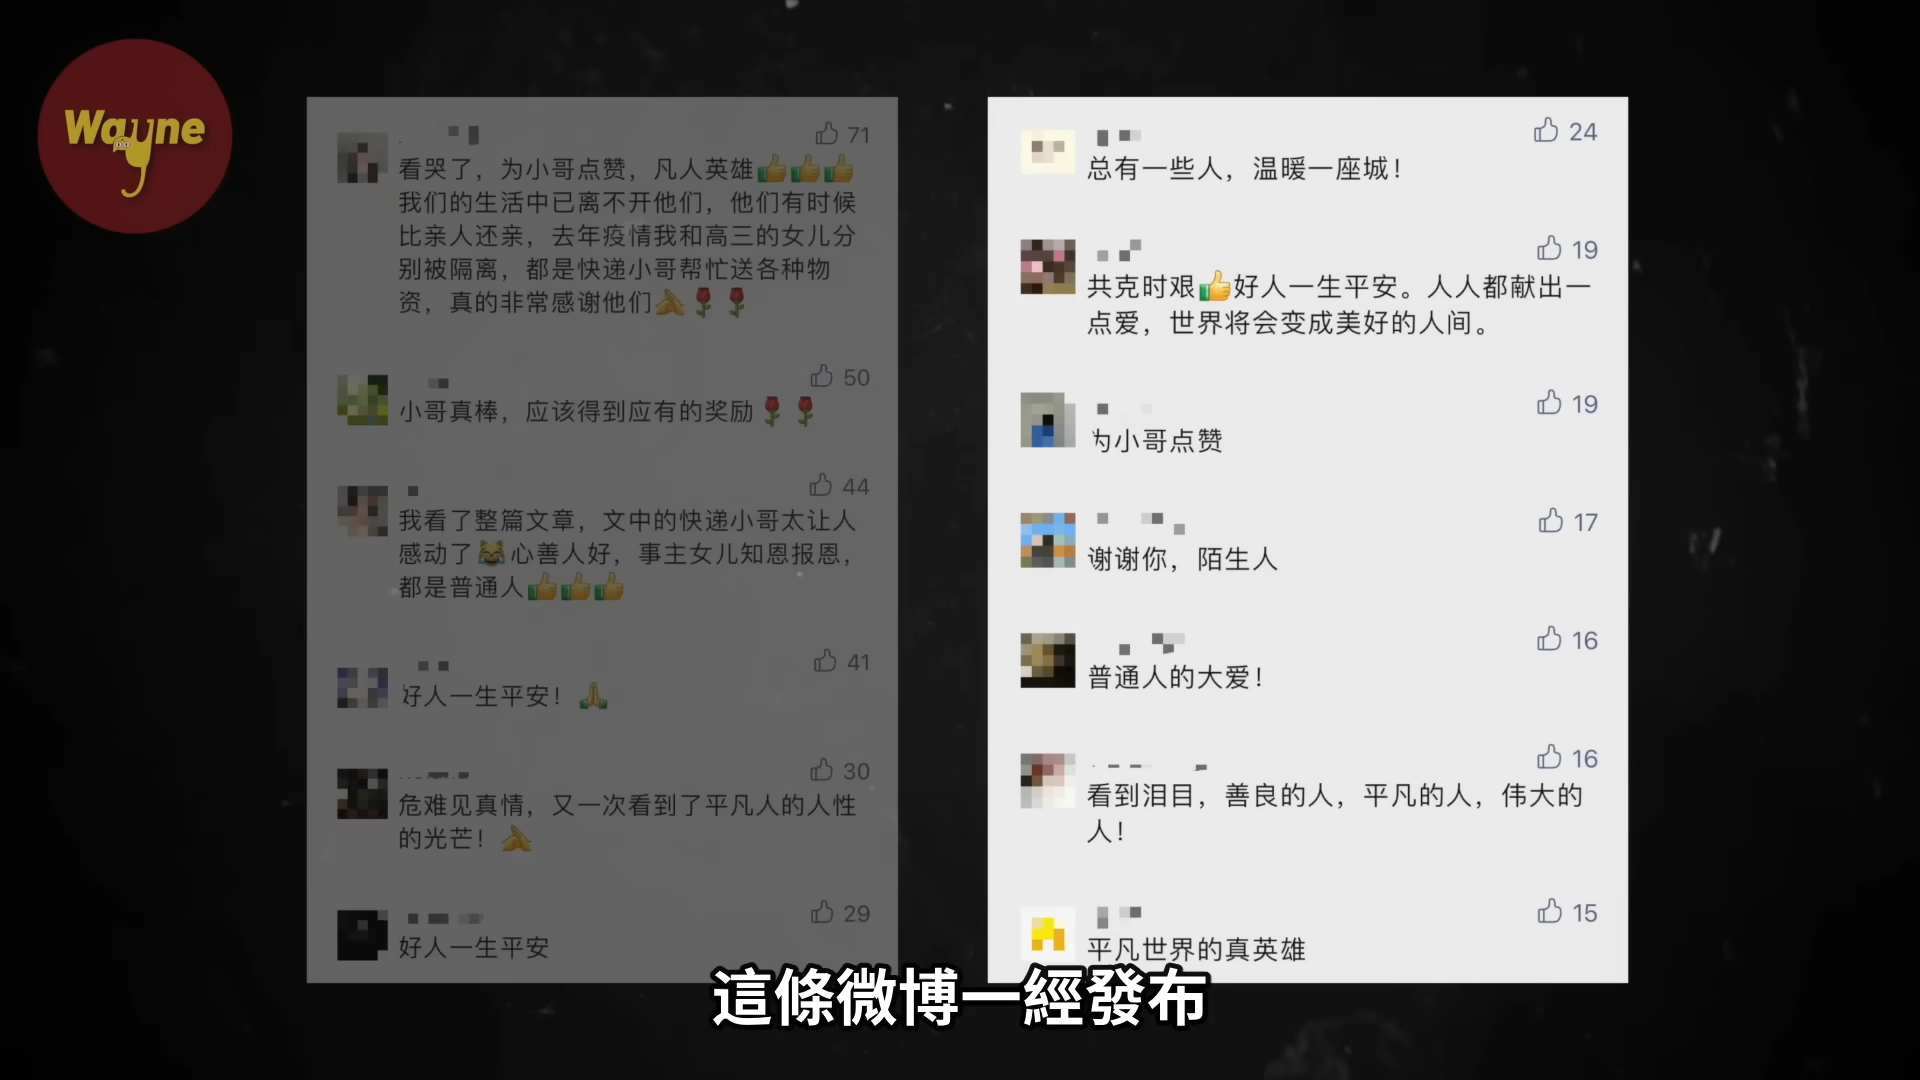 Wayne
71
看哭了，为小哥点赞，凡人英雄👍👍👍
我们的生活中已离不开他们，他们有时候
比亲人还亲，去年疫情我和高三的女儿分
别被隔离，都是快递小哥帮忙送各种物
资，真的非常感谢他们👏🌹🌹
50
小哥真棒，应该得到应有的奖励🌹🌹
44
我看了整篇文章，文中的快递小哥太让人
感动了😹心善人好，事主女儿知恩报恩，
都是普通人👍👍👍
41
好人一生平安！🙏
30
危难见真情，又一次看到了平凡人的人性
的光芒！👏
29
好人一生平安
24
总有一些人，温暖一座城！
19
共克时艰👍好人一生平安。人人都献出一
点爱，世界将会变成美好的人间。
19
为小哥点赞
17
谢谢你，陌生人
16
普通人的大爱！
16
看到泪目，善良的人，平凡的人，伟大的
人！
15
平凡世界的真英雄
這條微博一經發布